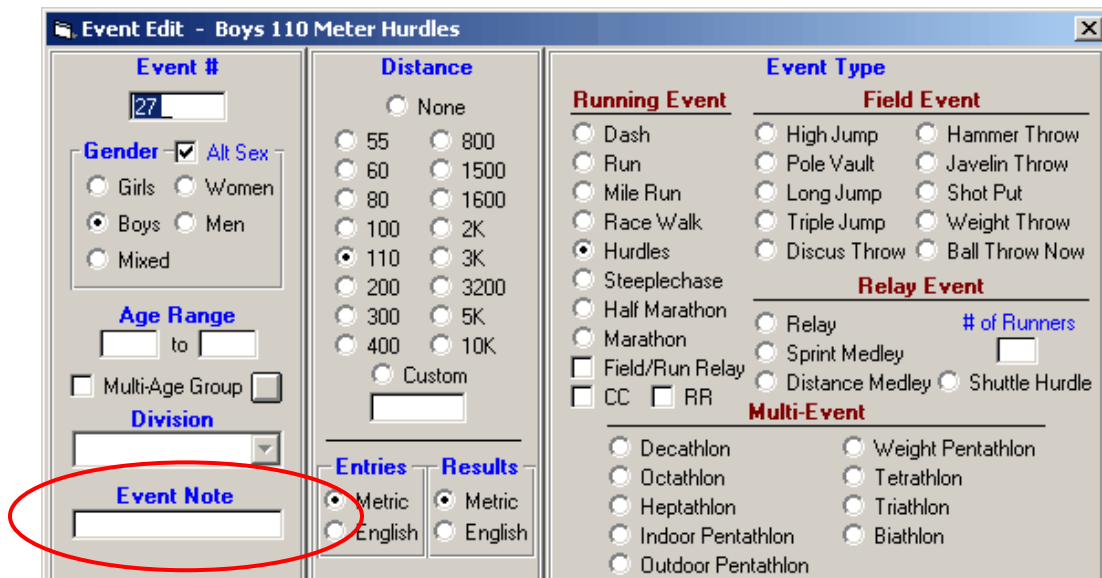 Event Edit - Boys 110 Meter Hurdles
Event #
27
Gender Alt Sex
Girls Women
Boys Men
Mixed
Age Range
to
Multi-Age Group
Division
Event Note
Distance
None
55 800
60 1500
80 1600
100 2K
110 3K
200 3200
300 5K
400 10K
Custom
Entries Results
Metric Metric
English English
Event Type
Running Event
Dash
Run
Mile Run
Race Walk
Hurdles
Steeplechase
Half Marathon
Marathon
Field/Run Relay
CC RR
Field Event
High Jump Hammer Throw
Pole Vault Javelin Throw
Long Jump Shot Put
Triple Jump Weight Throw
Discus Throw Ball Throw Now
Relay Event
Relay # of Runners
Sprint Medley
Distance Medley Shuttle Hurdle
Multi-Event
Decathlon Weight Pentathlon
Octathlon Tetrathlon
Heptathlon Triathlon
Indoor Pentathlon Biathlon
Outdoor Pentathlon